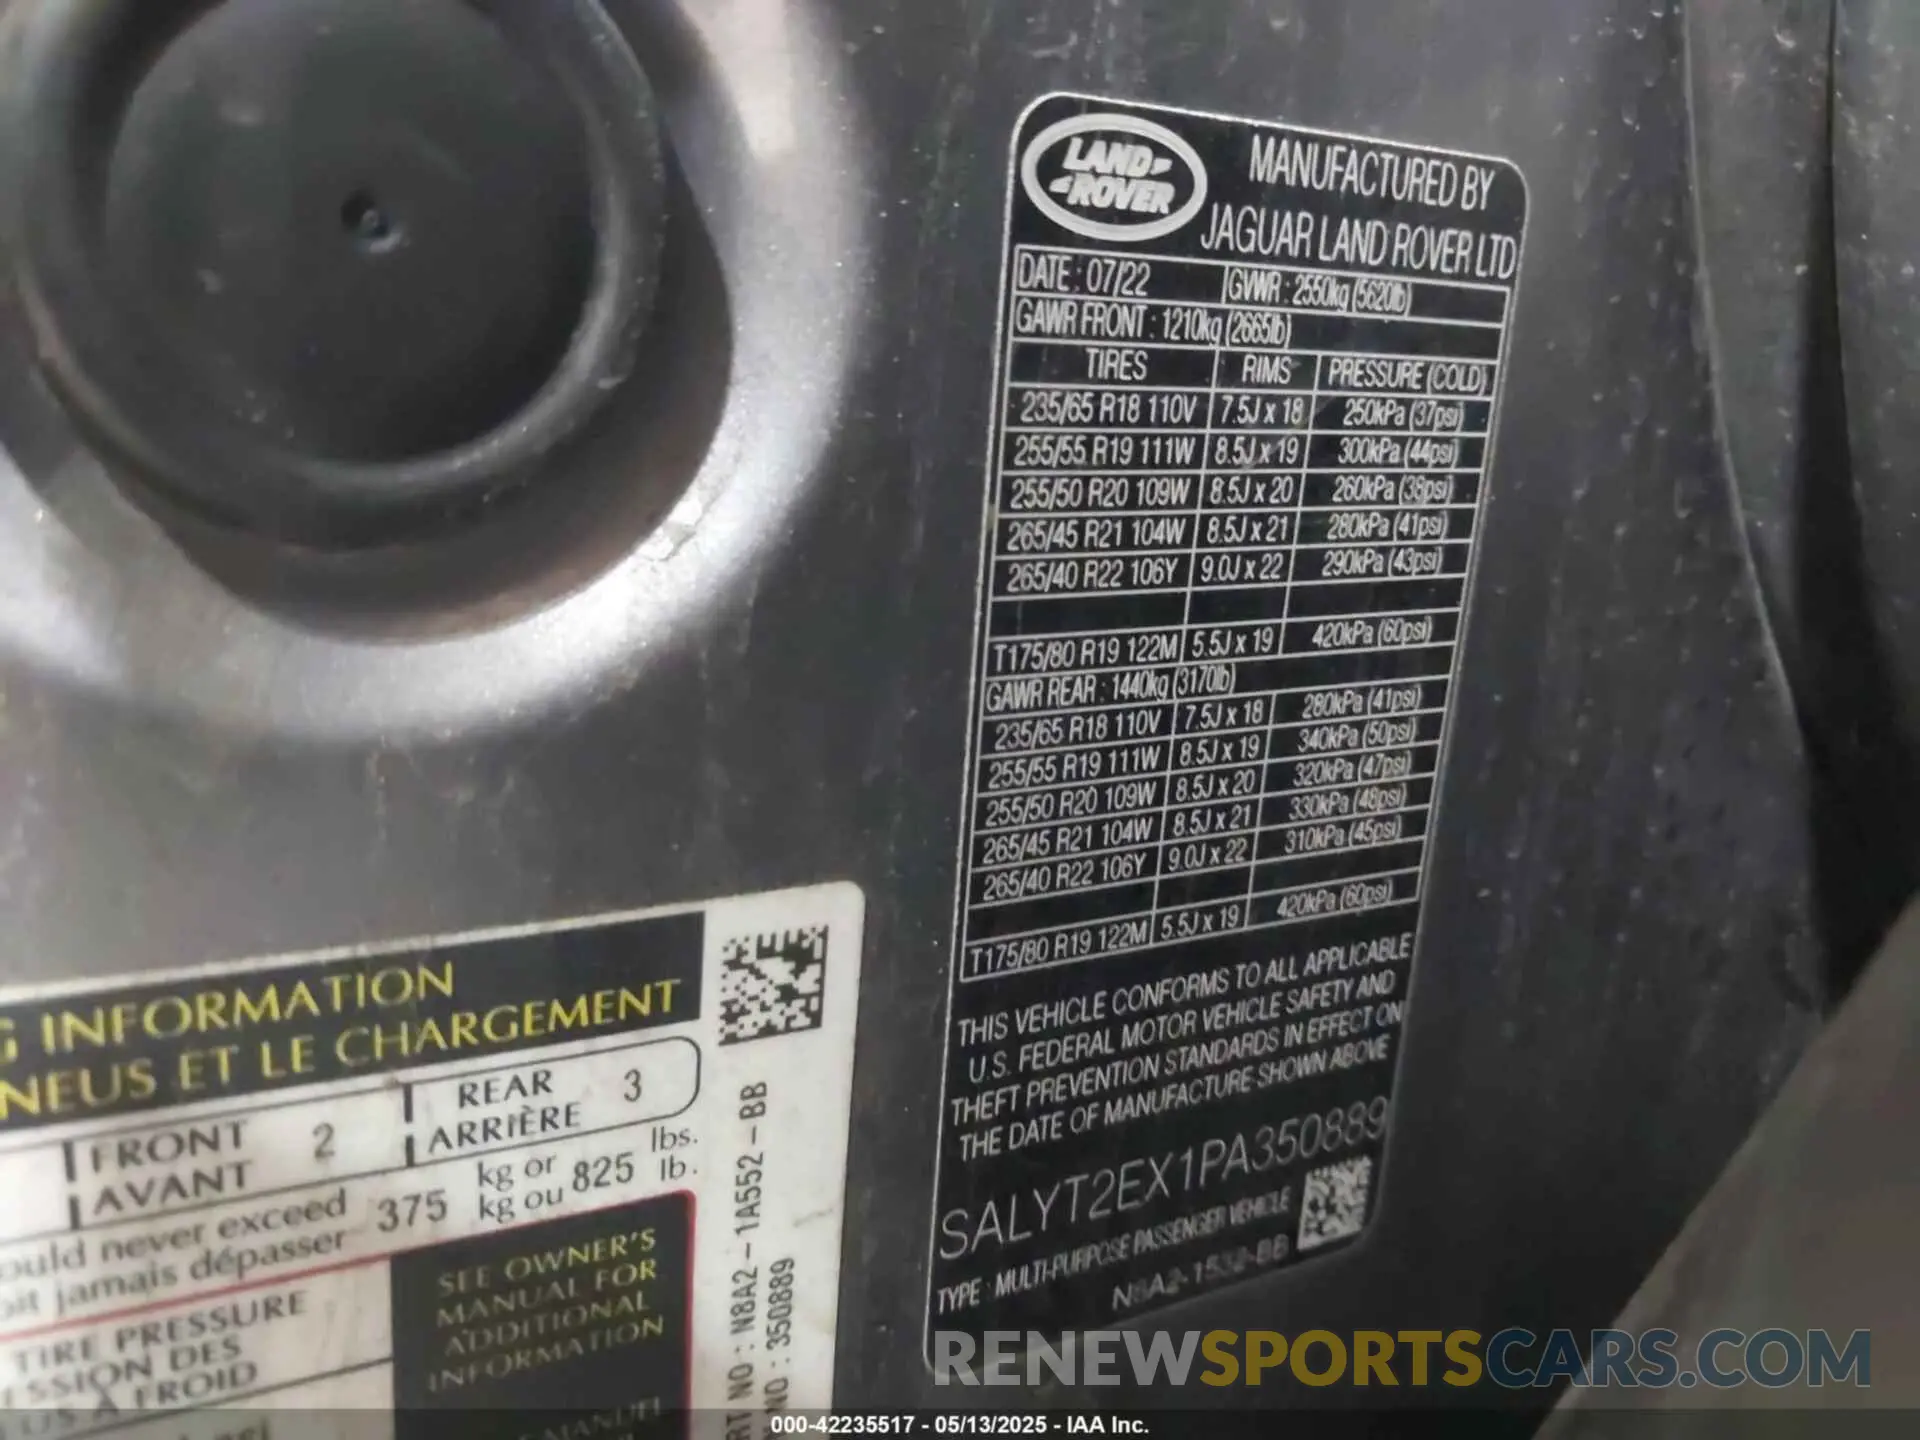 LAND ROVER
MANUFACTURED BY
JAGUAR LAND ROVER LTD
DATE : 07/22 GVWR : 2550kg (5620lb)
GAWR FRONT : 1210kg (2665lb)
TIRES RIMS PRESSURE (COLD)
235/65 R18 110V 7.5J x 18 250kPa (37psi)
255/55 R19 111W 8.5J x 19 300kPa (44psi)
255/50 R20 109W 8.5J x 20 260kPa (38psi)
265/45 R21 104W 8.5J x 21 280kPa (41psi)
265/40 R22 106Y 9.0J x 22 290kPa (43psi)
T175/80 R19 122M 5.5J x 19 420kPa (60psi)
GAWR REAR : 1440kg (3170lb)
235/65 R18 110V 7.5J x 18 280kPa (41psi)
255/55 R19 111W 8.5J x 19 340kPa (50psi)
255/50 R20 109W 8.5J x 20 320kPa (47psi)
265/45 R21 104W 8.5J x 21 330kPa (48psi)
265/40 R22 106Y 9.0J x 22 310kPa (45psi)
T175/80 R19 122M 5.5J x 19 420kPa (60psi)
THIS VEHICLE CONFORMS TO ALL APPLICABLE
U.S. FEDERAL MOTOR VEHICLE SAFETY AND
THEFT PREVENTION STANDARDS IN EFFECT ON
THE DATE OF MANUFACTURE SHOWN ABOVE
SALYT2EX1PA350889
TYPE : MULTI-PURPOSE PASSENGER VEHICLE
N8A2-1532-BB
G INFORMATION
NEUS ET LE CHARGEMENT
FRONT 2 REAR 3
AVANT ARRIÈRE
ould never exceed 375 kg or 825 lbs.
oit jamais dépasser kg ou lb.
TIRE PRESSURE
ESSION DES
US À FROID
SEE OWNER'S
MANUAL FOR
ADDITIONAL
INFORMATION
MANUEL
RT NO : N8A2-1A552-BB
NO : 350889
RENEWSPORTSCARS.COM
000-42235517 - 05/13/2025 - IAA Inc.